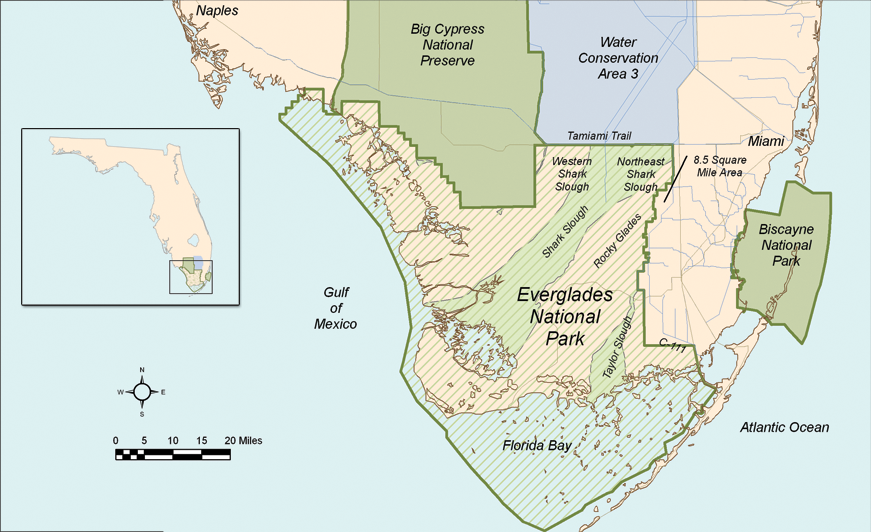 Naples
Big Cypress
National
Preserve
Water
Conservation
Area 3
Tamiami Trail
Miami
Western
Shark
Slough
Northeast
Shark
Slough
8.5 Square
Mile Area
Shark Slough
Rocky Glades
Biscayne
National
Park
Gulf
of
Mexico
Everglades
National
Park
Taylor Slough
C-111
N
W
E
S
0 5 10 15 20 Miles
Florida Bay
Atlantic Ocean